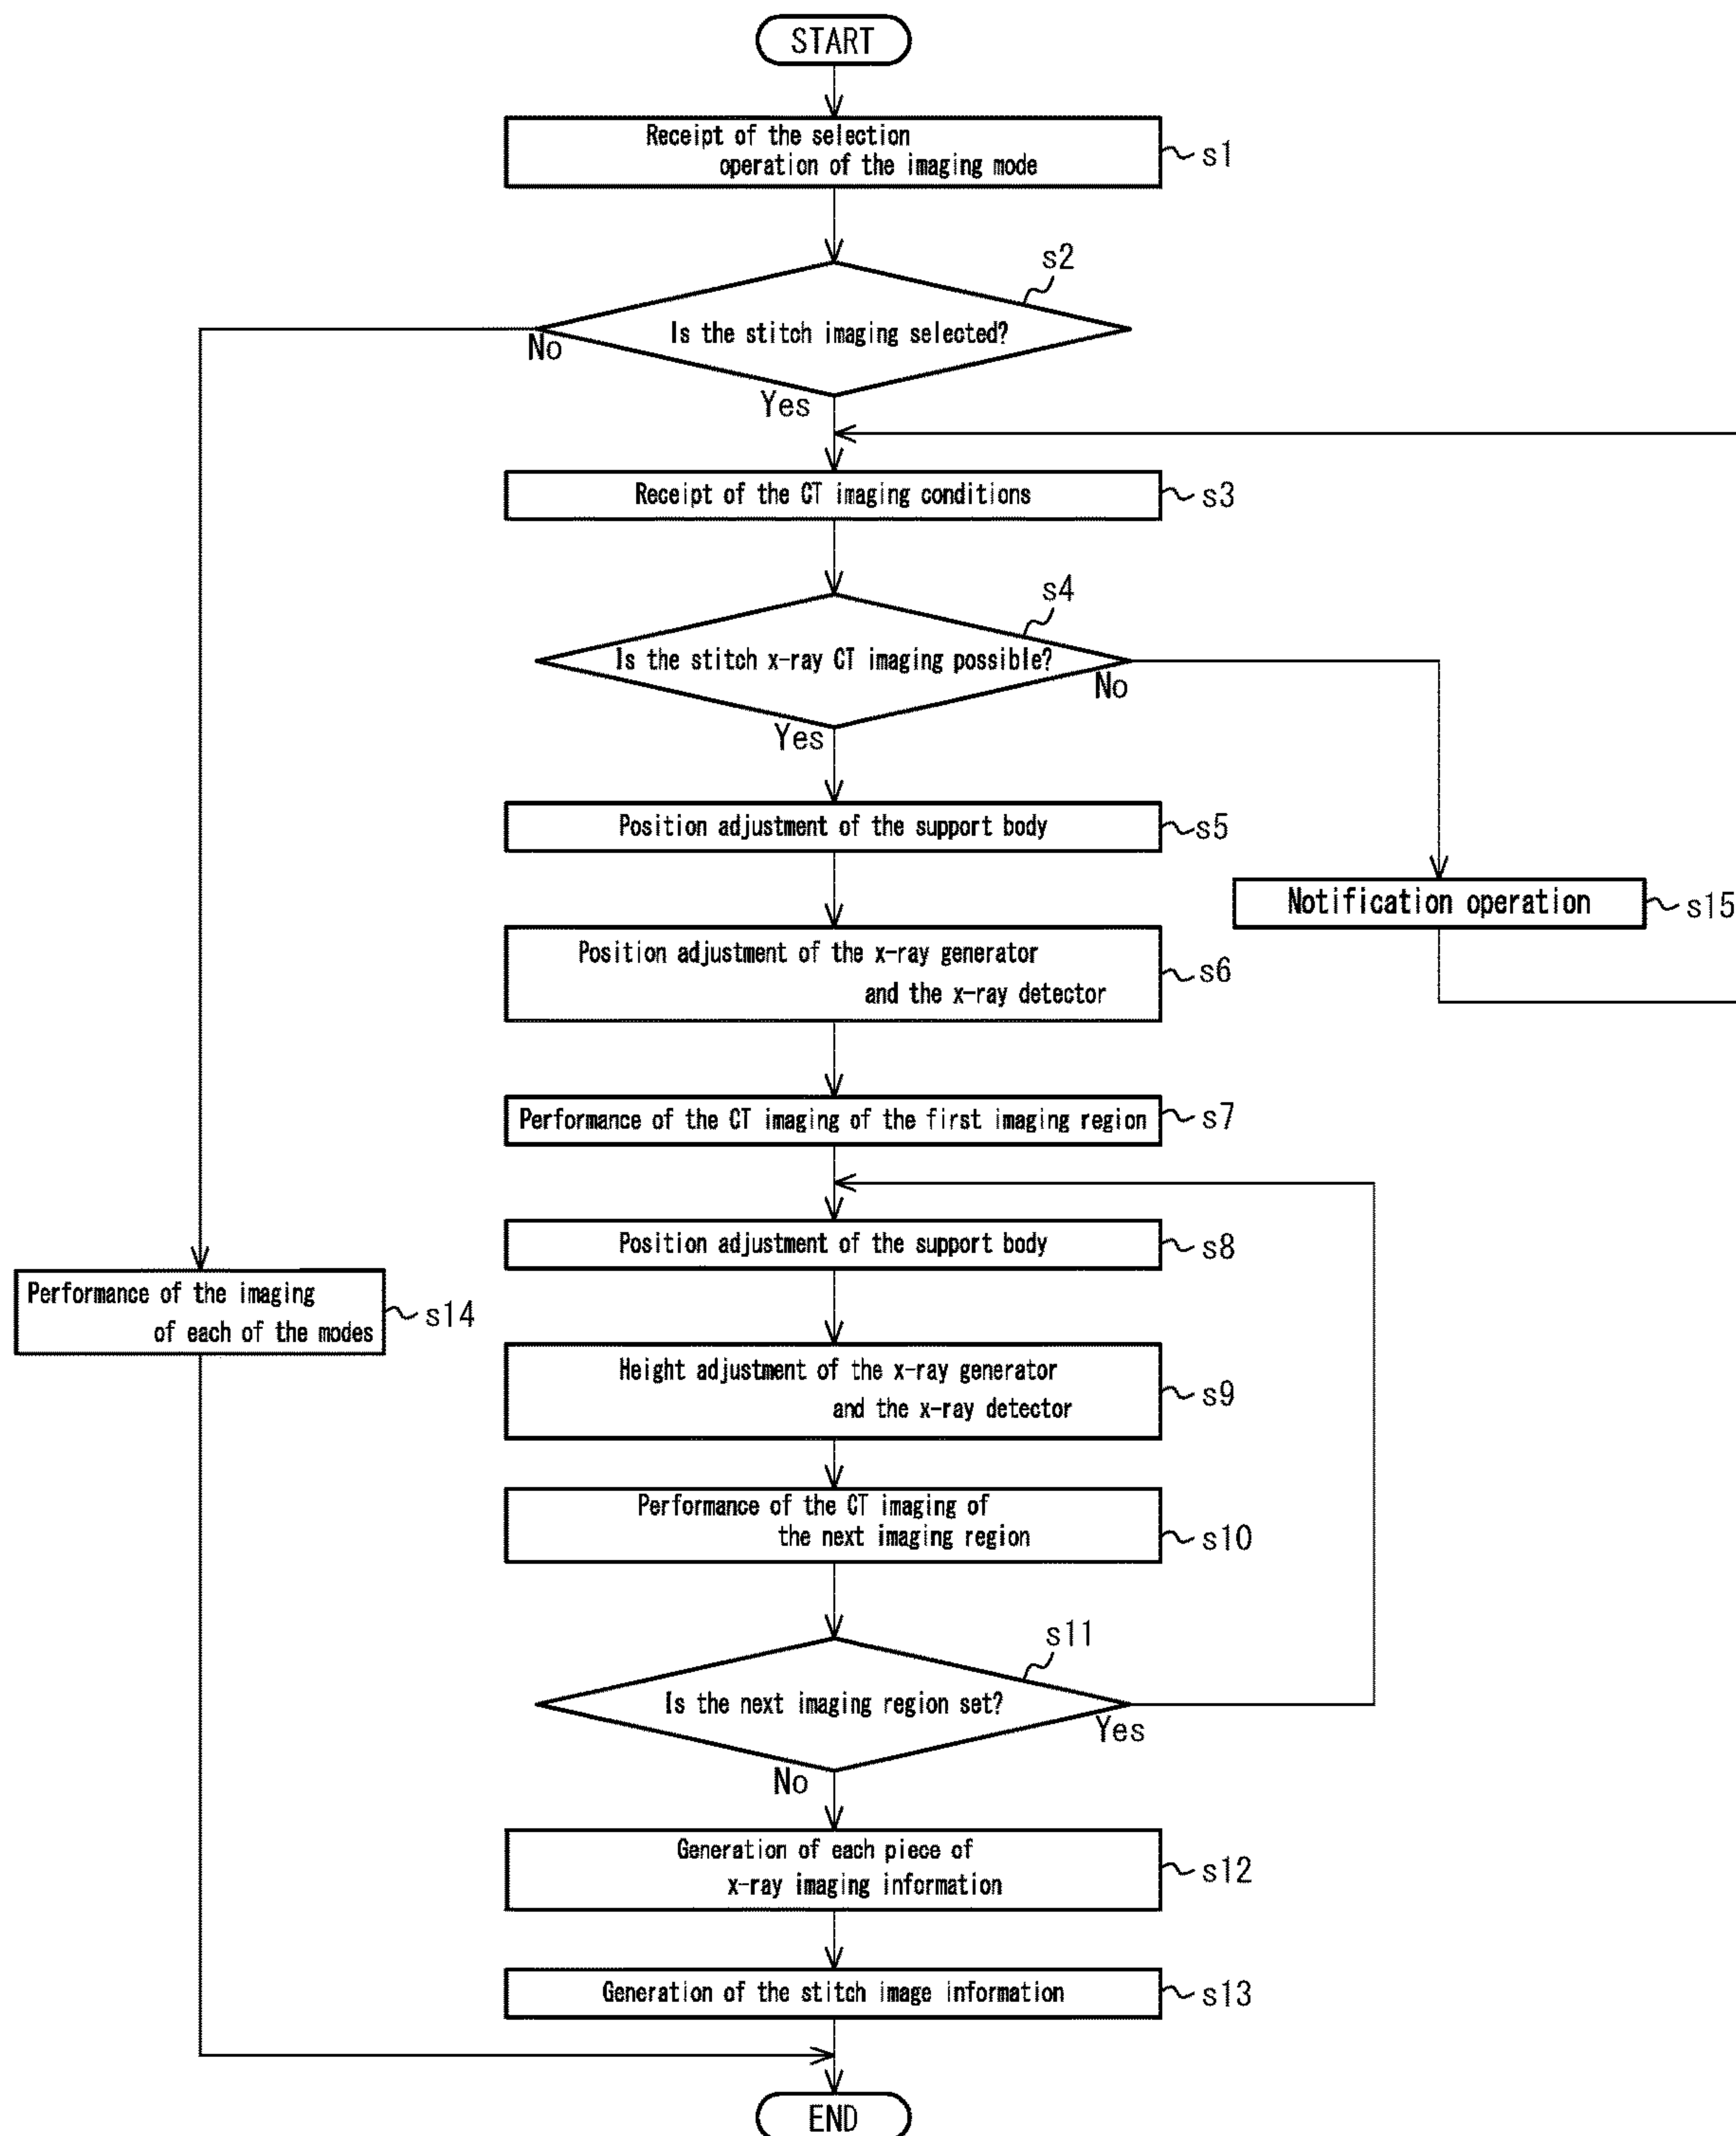 START
Receipt of the selection
operation of the imaging mode
s1
s2
Is the stitch imaging selected?
No
Yes
Receipt of the CT imaging conditions
s3
s4
Is the stitch x-ray CT imaging possible?
No
Yes
Position adjustment of the support body
s5
Notification operation
s15
Position adjustment of the x-ray generator
and the x-ray detector
s6
Performance of the CT imaging of the first imaging region
s7
Position adjustment of the support body
s8
Performance of the imaging
of each of the modes
s14
Height adjustment of the x-ray generator
and the x-ray detector
s9
Performance of the CT imaging of
the next imaging region
s10
s11
Is the next imaging region set?
Yes
No
Generation of each piece of
x-ray imaging information
s12
Generation of the stitch image information
s13
END